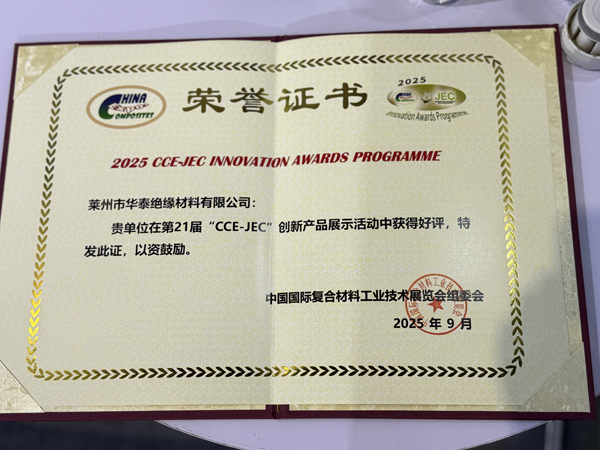 CHINA
COMPOSITES
荣誉证书
2025
JEC
Innovation Awards Programme
2025 CCE-JEC INNOVATION AWARDS PROGRAMME
莱州市华泰绝缘材料有限公司：
贵单位在第21届“CCE-JEC”创新产品展示活动中获得好评，特
发此证，以资鼓励。
中国国际复合材料工业技术展览会组委会
2025 年 9 月